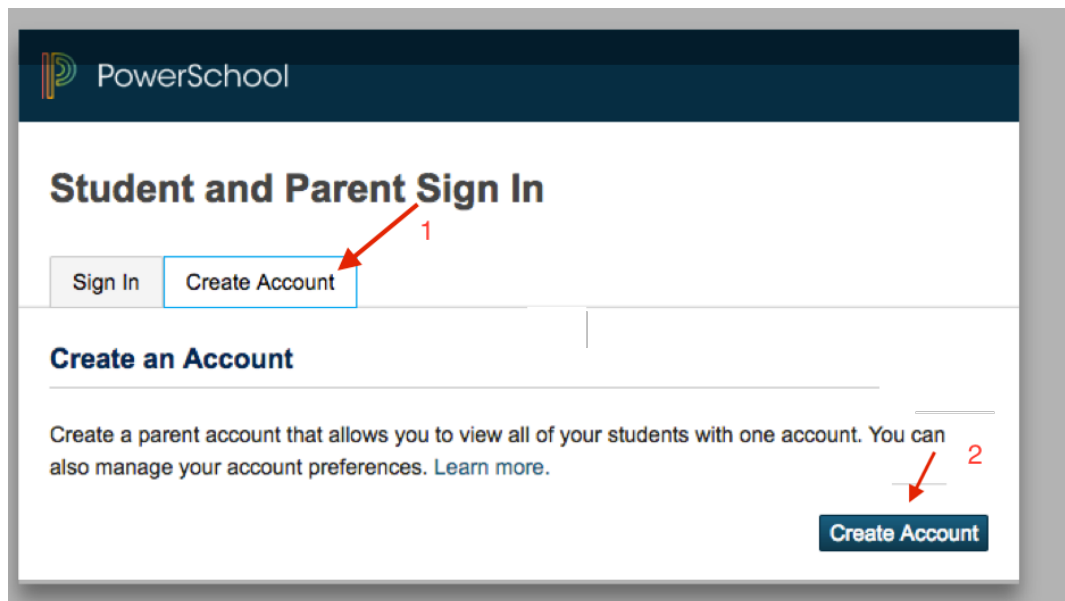 PowerSchool
Student and Parent Sign In
1
Sign In Create Account
Create an Account
Create a parent account that allows you to view all of your students with one account. You can
also manage your account preferences. Learn more.
2
Create Account